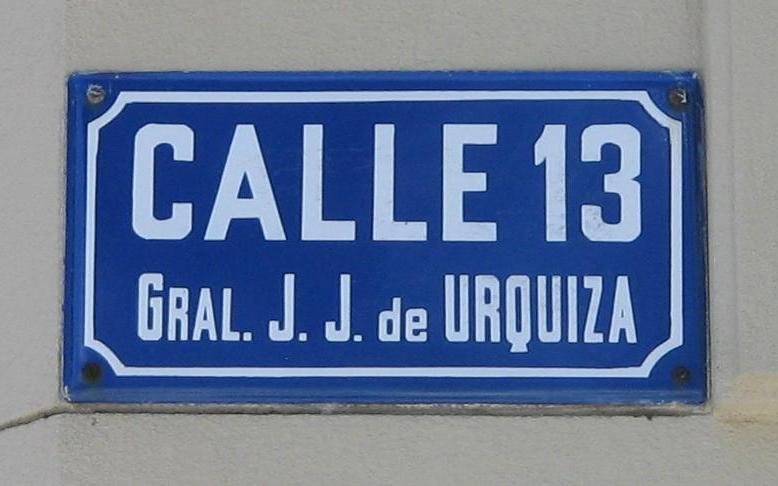 CALLE 13
GRAL. J. J. de URQUIZA